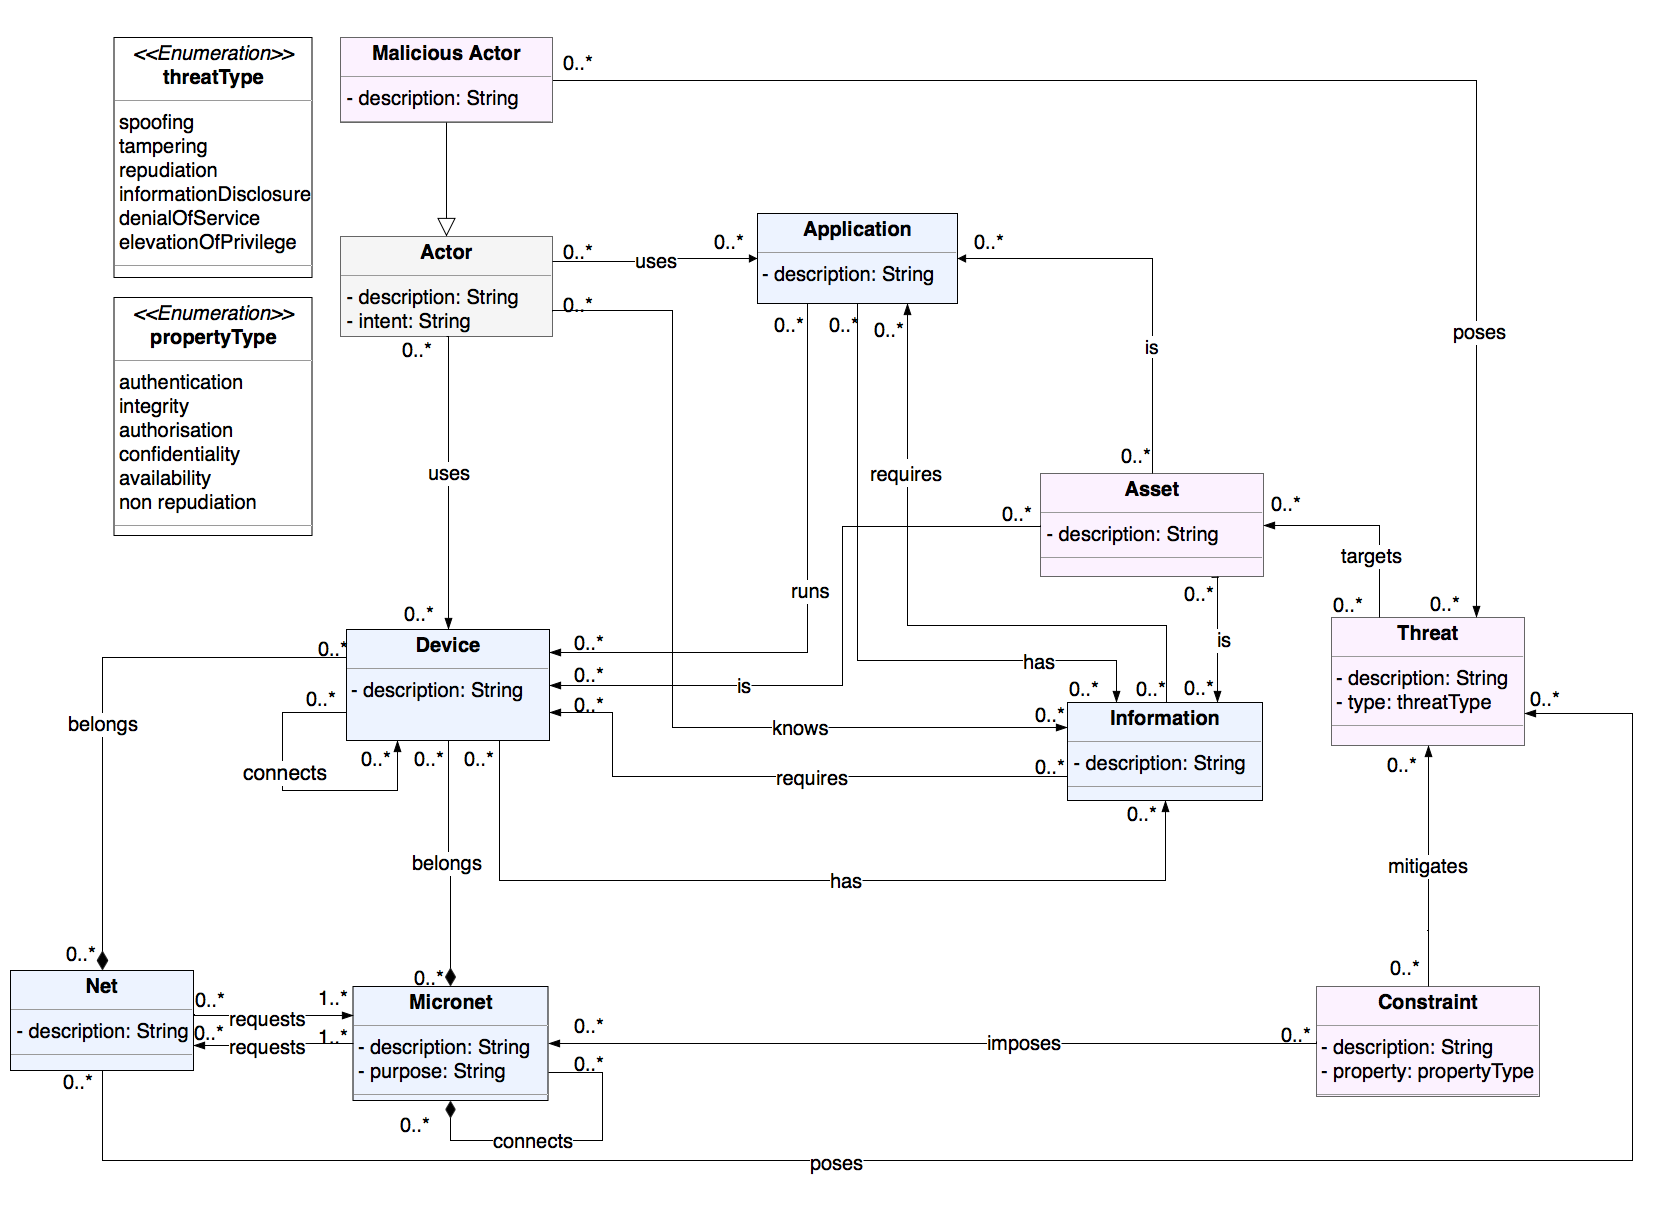 <<Enumeration>>
threatType
spoofing
tampering
repudiation
informationDisclosure
denialOfService
elevationOfPrivilege
<<Enumeration>>
propertyType
authentication
integrity
authorisation
confidentiality
availability
non repudiation
Malicious Actor
- description: String
0..*
poses
0..*
Actor
- description: String
- intent: String
0..*
uses
0..*
0..*
0..*
uses
0..*
Application
- description: String
0..*
0..*
0..*
0..*
is
0..*
requires
runs
Asset
- description: String
0..*
0..*
0..*
is
targets
0..*
Threat
- description: String
- type: threatType
0..*
0..*
mitigates
0..*
Device
- description: String
0..*
0..*
0..*
0..*
0..*
0..*
0..*
0..*
belongs
connects
is
has
knows
requires
0..*
0..*
0..*
0..*
0..*
Information
- description: String
0..*
belongs
has
0..*
Net
- description: String
0..*
requests
1..*
0..*
requests
1..*
0..*
0..*
Micronet
- description: String
- purpose: String
0..*
0..*
0..*
connects
imposes
0..*
Constraint
- description: String
- property: propertyType
poses